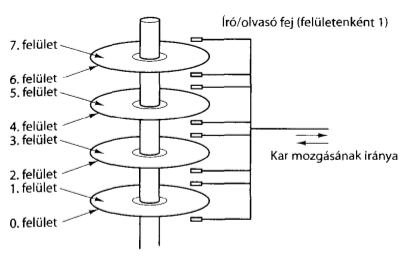 Író/olvasó fej (felületenként 1)
7. felület
6. felület
5. felület
4. felület
3. felület
2. felület
1. felület
0. felület
Kar mozgásának iránya